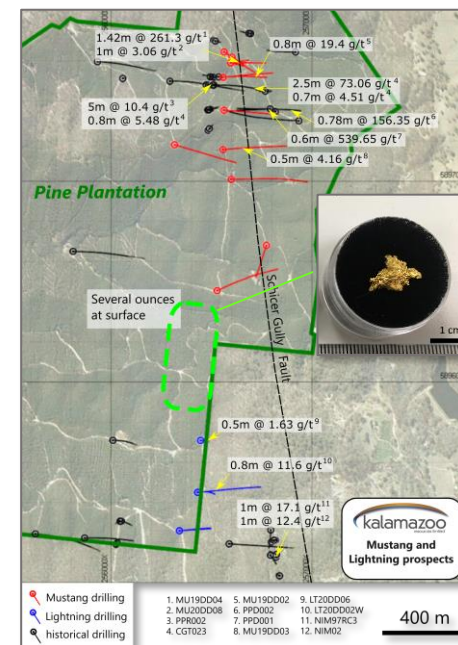 1.42m @ 261.3 g/t1
1m @ 3.06 g/t2
0.8m @ 19.4 g/t5
2.5m @ 73.06 g/t4
0.7m @ 4.51 g/t4
5m @ 10.4 g/t3
0.8m @ 5.48 g/t4
0.78m @ 156.35 g/t6
0.6m @ 539.65 g/t7
0.5m @ 4.16 g/t8
Pine Plantation
Several ounces
at surface
Schicer Gully Fault
1 cm
0.5m @ 1.63 g/t9
0.8m @ 11.6 g/t10
1m @ 17.1 g/t11
1m @ 12.4 g/t12
kalamazoo
Mustang and
Lightning prospects
Mustang drilling
Lightning drilling
historical drilling
1. MU19DD04
2. MU20DD08
3. PPR002
4. CGT023
5. MU19DD02
6. PPD002
7. PPD001
8. MU19DD03
9. LT20DD06
10. LT20DD02W
11. NIM97RC3
12. NIM02
400 m